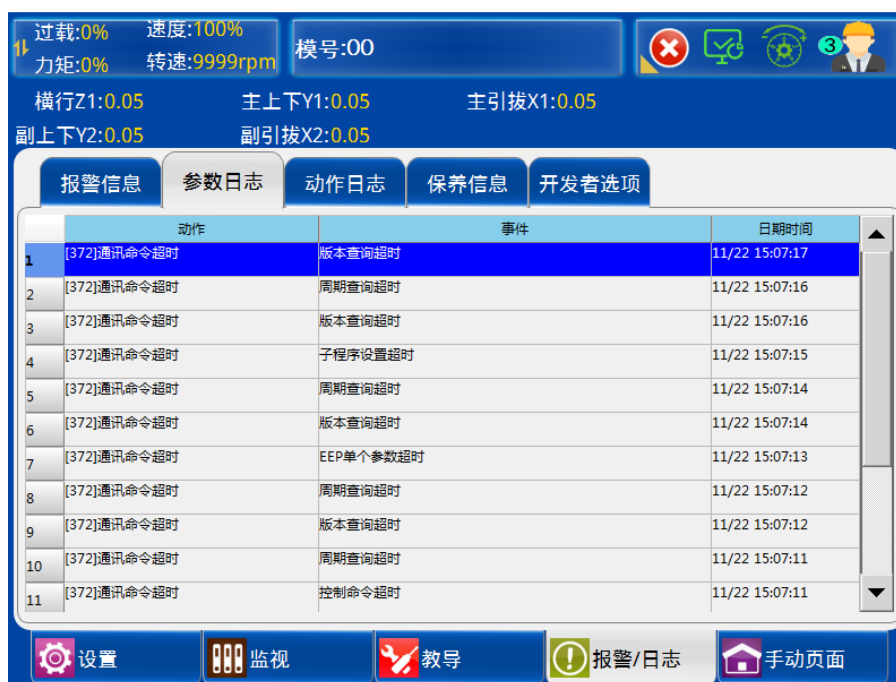 过载:0% 速度:100%
模号:00
3
力矩:0% 转速:9999rpm
横行Z1:0.05 主上下Y1:0.05 主引拔X1:0.05
副上下Y2:0.05 副引拔X2:0.05
报警信息 参数日志 动作日志 保养信息 开发者选项
动作 事件 日期时间
1 [372]通讯命令超时 版本查询超时 11/22 15:07:17
2 [372]通讯命令超时 周期查询超时 11/22 15:07:16
3 [372]通讯命令超时 版本查询超时 11/22 15:07:16
4 [372]通讯命令超时 子程序设置超时 11/22 15:07:15
5 [372]通讯命令超时 周期查询超时 11/22 15:07:14
6 [372]通讯命令超时 版本查询超时 11/22 15:07:14
7 [372]通讯命令超时 EEP单个参数超时 11/22 15:07:13
8 [372]通讯命令超时 周期查询超时 11/22 15:07:12
9 [372]通讯命令超时 版本查询超时 11/22 15:07:12
10 [372]通讯命令超时 周期查询超时 11/22 15:07:11
11 [372]通讯命令超时 控制命令超时 11/22 15:07:11
设置 监视 教导 报警/日志 手动页面